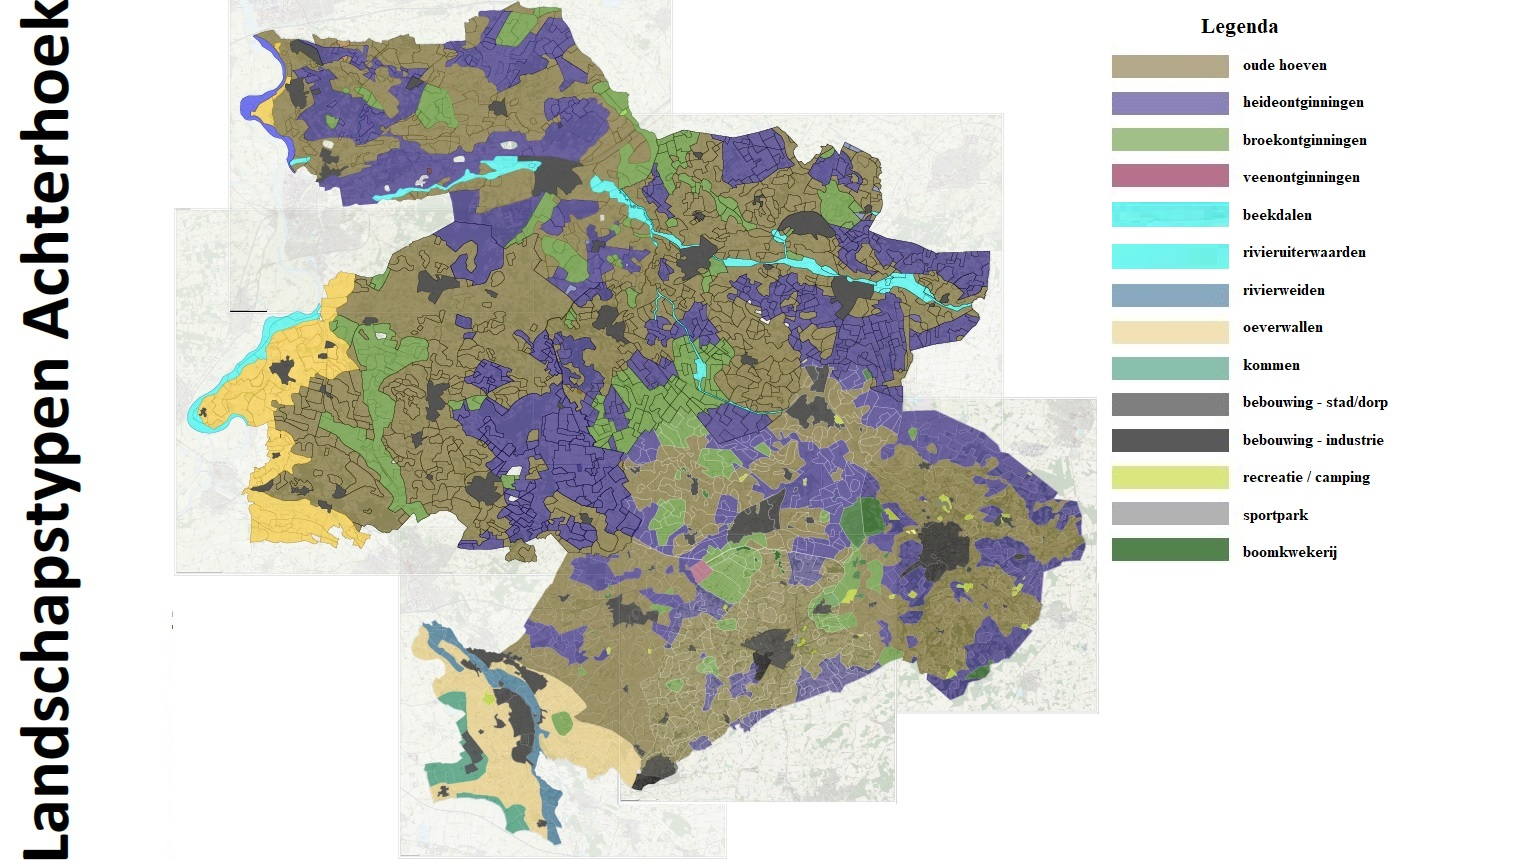 Landschapstypen Achterhoek
Legenda
oude hoeven
heideontginningen
broekontginningen
veenontginningen
beekdalen
rivieruiterwaarden
rivierweiden
oeverwallen
kommen
bebouwing - stad/dorp
bebouwing - industrie
recreatie / camping
sportpark
boomkwekerij